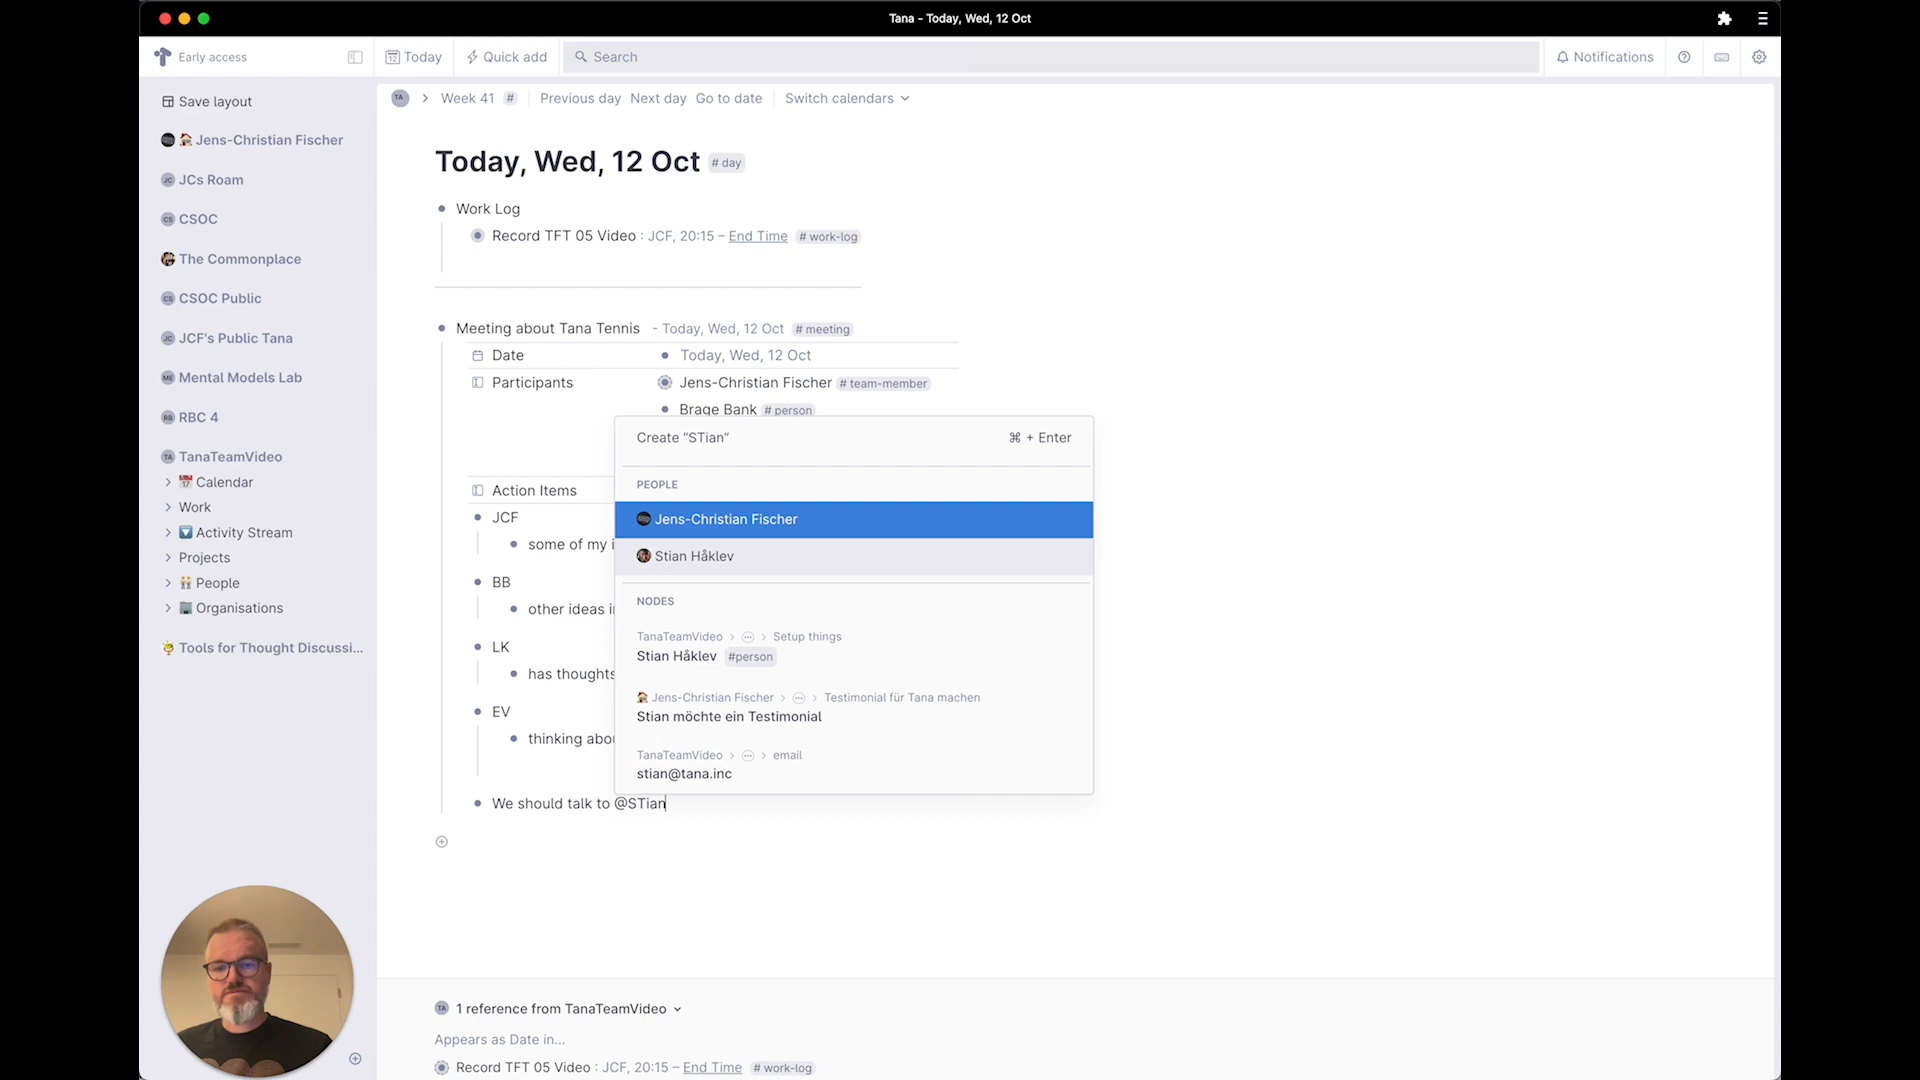 Tana - Today, Wed, 12 Oct
Early access
Today
Quick add
Search
Notifications
Save layout
Jens-Christian Fischer
JCs Roam
CSOC
The Commonplace
CSOC Public
JCF's Public Tana
Mental Models Lab
RBC 4
TanaTeamVideo
Calendar
Work
Activity Stream
Projects
People
Organisations
Tools for Thought Discussi...
TA > Week 41 # Previous day Next day Go to date Switch calendars
Today, Wed, 12 Oct # day
Work Log
Record TFT 05 Video : JCF, 20:15 – End Time # work-log
Meeting about Tana Tennis - Today, Wed, 12 Oct # meeting
Date Today, Wed, 12 Oct
Participants Jens-Christian Fischer # team-member
Brage Bank # person
Action Items
JCF
some of my i
BB
other ideas i
LK
has thoughts
EV
thinking abou
We should talk to @STian
Create “STian” ⌘ + Enter
PEOPLE
Jens-Christian Fischer
Stian Håklev
NODES
TanaTeamVideo > ... > Setup things
Stian Håklev #person
Jens-Christian Fischer > ... > Testimonial für Tana machen
Stian möchte ein Testimonial
TanaTeamVideo > ... > email
stian@tana.inc
TA 1 reference from TanaTeamVideo
Appears as Date in...
Record TFT 05 Video : JCF, 20:15 – End Time # work-log